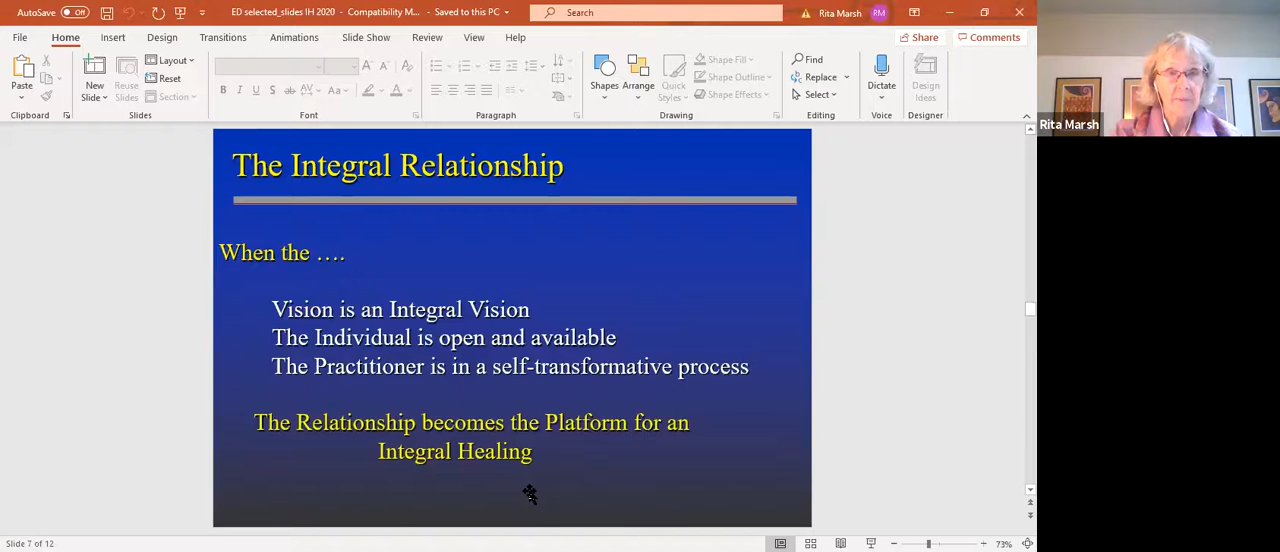 AutoSave Off ED selected_slides IH 2020 - Compatibility M... - Saved to this PC Search Rita Marsh RM
File Home Insert Design Transitions Animations Slide Show Review View Help Share Comments
Paste New Slide Reuse Slides Layout Reset Section B I U S ab AV Aa A A Shapes Arrange Quick Styles Shape Fill Shape Outline Shape Effects Find Replace Select Dictate Design Ideas
Clipboard Slides Font Paragraph Drawing Editing Voice Designer
Rita Marsh
The Integral Relationship
When the ....
Vision is an Integral Vision
The Individual is open and available
The Practitioner is in a self-transformative process
The Relationship becomes the Platform for an
Integral Healing
Slide 7 of 12 73%